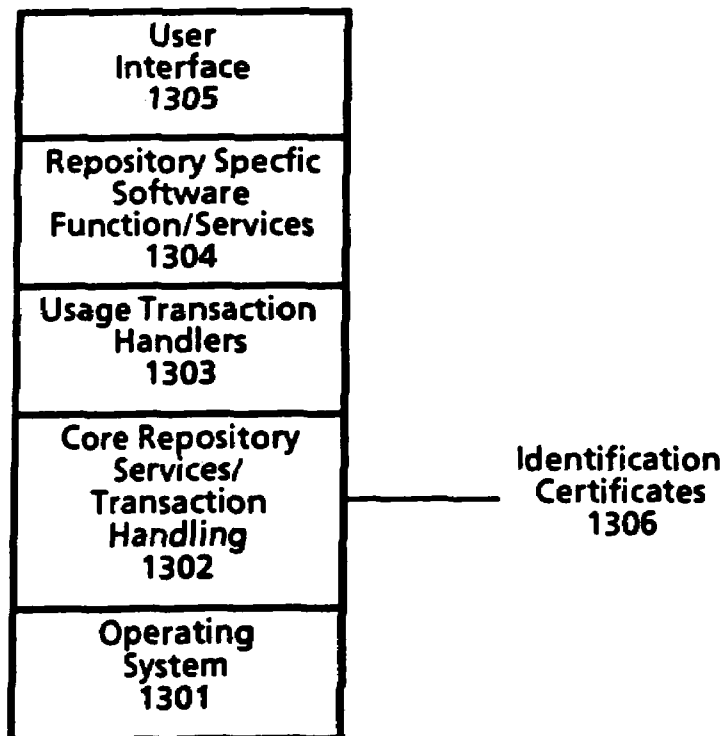 User
Interface
1305
Repository Specfic
Software
Function/Services
1304
Usage Transaction
Handlers
1303
Core Repository
Services/
Transaction
Handling
1302
Identification
Certificates
1306
Operating
System
1301